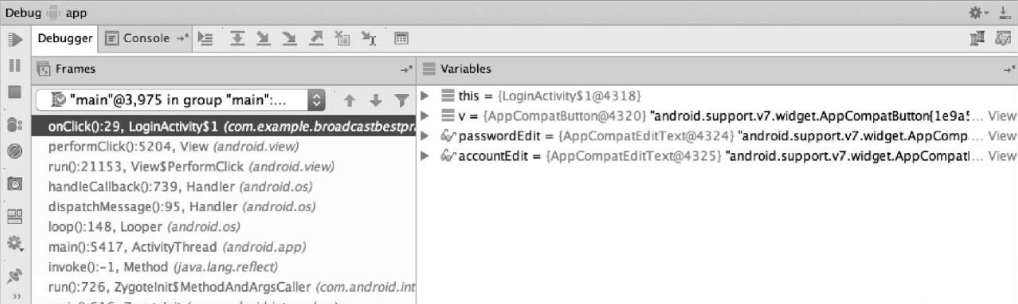 Debug app
Debugger Console
Frames
Variables
"main"@3,975 in group "main":...
onClick():29, LoginActivity$1 (com.example.broadcastbestpr
performClick():5204, View (android.view)
run():21153, View$PerformClick (android.view)
handleCallback():739, Handler (android.os)
dispatchMessage():95, Handler (android.os)
loop():148, Looper (android.os)
main():5417, ActivityThread (android.app)
invoke():-1, Method (java.lang.reflect)
run():726, ZygoteInit$MethodAndArgsCaller (com.android.int
this = {LoginActivity$1@4318}
v = {AppCompatButton@4320} "android.support.v7.widget.AppCompatButton{1e9a5... View
passwordEdit = {AppCompatEditText@4324} "android.support.v7.widget.AppComp... View
accountEdit = {AppCompatEditText@4325} "android.support.v7.widget.AppCompatI... View